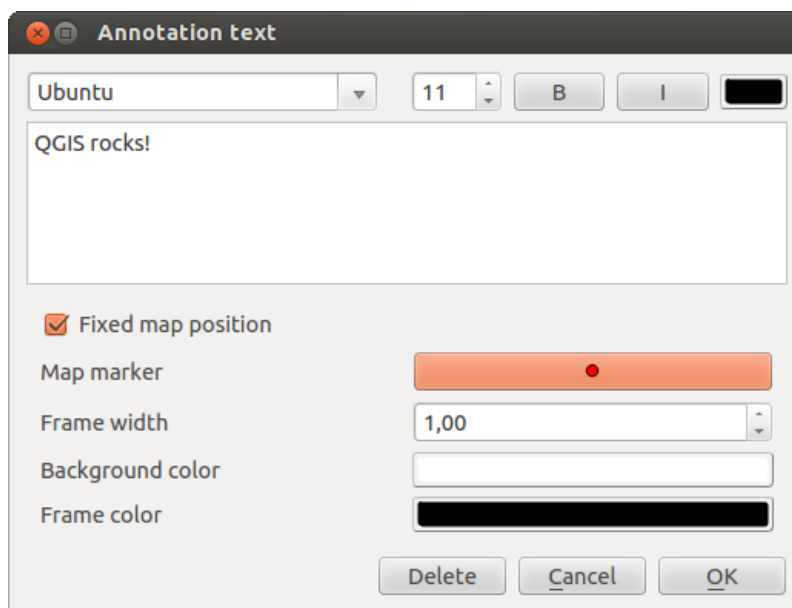 Annotation text
Ubuntu 11 B I
QGIS rocks!
Fixed map position
Map marker
Frame width 1,00
Background color
Frame color
Delete Cancel OK